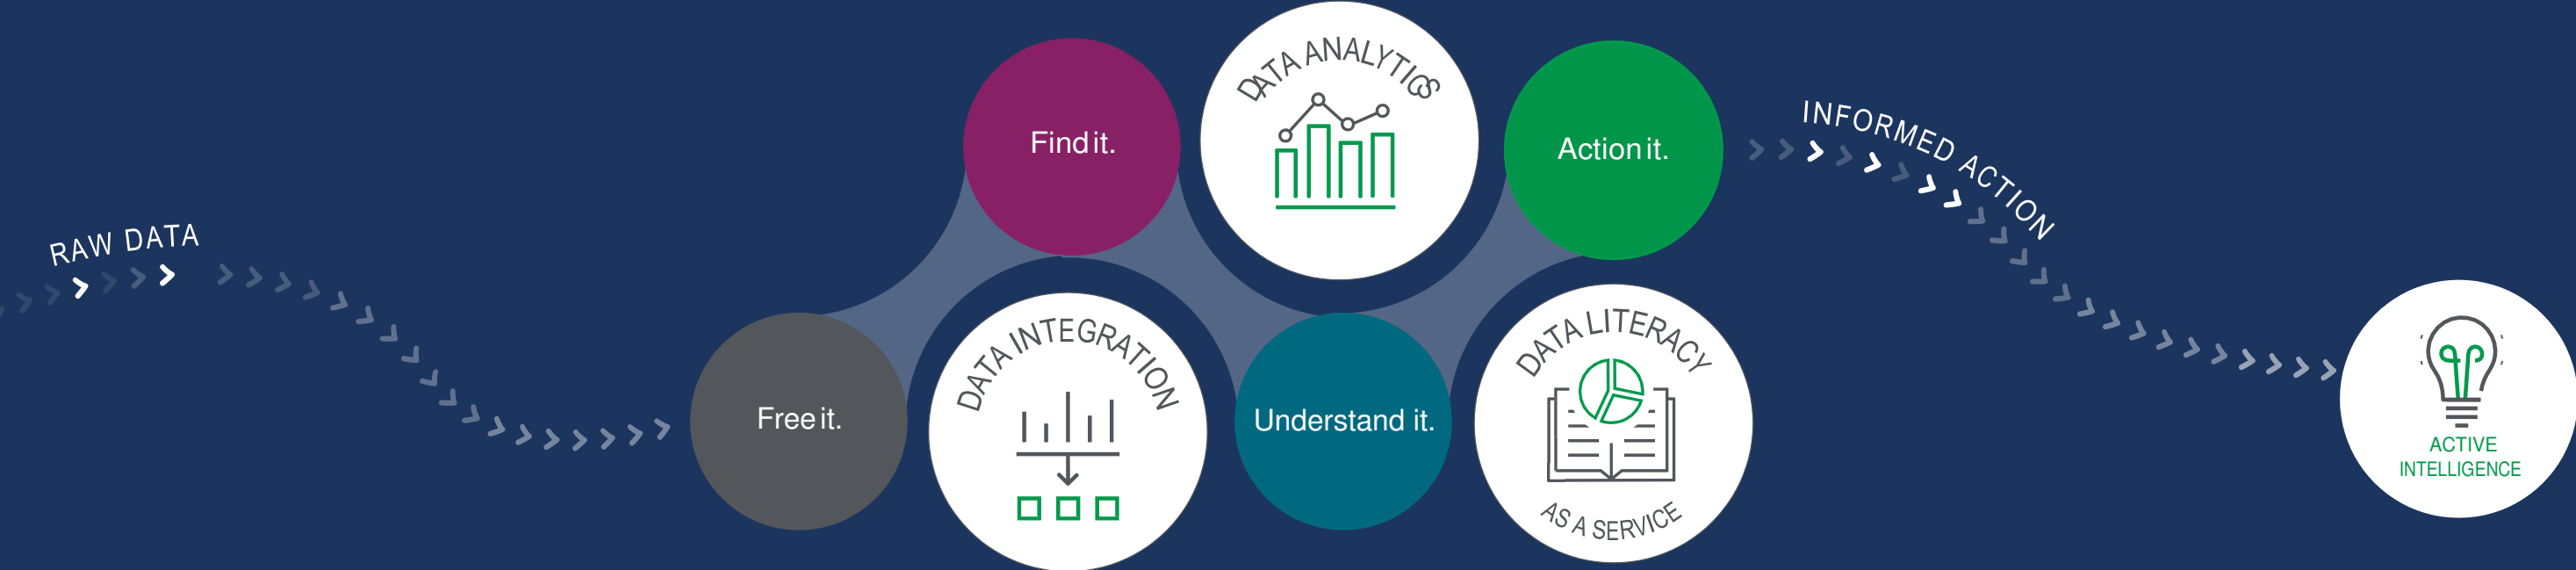 RAW DATA
Free it.
Find it.
DATA INTEGRATION
DATA ANALYTICS
Understand it.
Action it.
DATA LITERACY
AS A SERVICE
INFORMED ACTION
ACTIVE
INTELLIGENCE